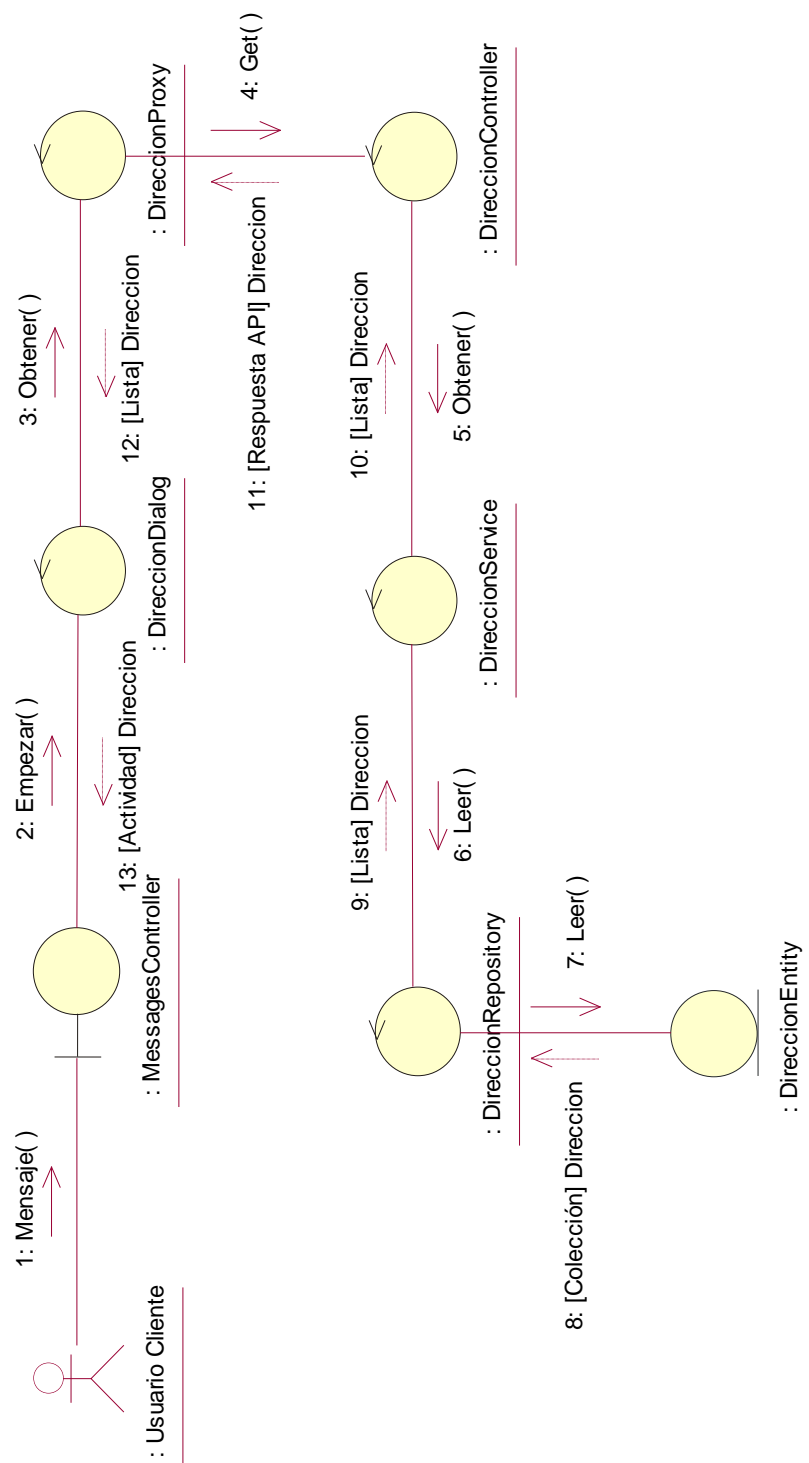 1: Mensaje( )
2: Empezar( )
3: Obtener( )
13: [Actividad] Direccion
12: [Lista] Direccion
: Usuario Cliente
: MessagesController
: DireccionDialog
: DireccionProxy
4: Get( )
11: [Respuesta API] Direccion
9: [Lista] Direccion
10: [Lista] Direccion
6: Leer( )
5: Obtener( )
: DireccionRepository
: DireccionService
: DireccionController
7: Leer( )
8: [Colección] Direccion
: DireccionEntity